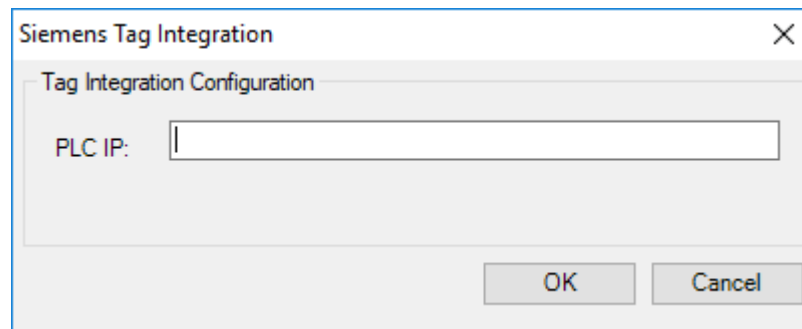 Siemens Tag Integration
Tag Integration Configuration
PLC IP:
OK Cancel